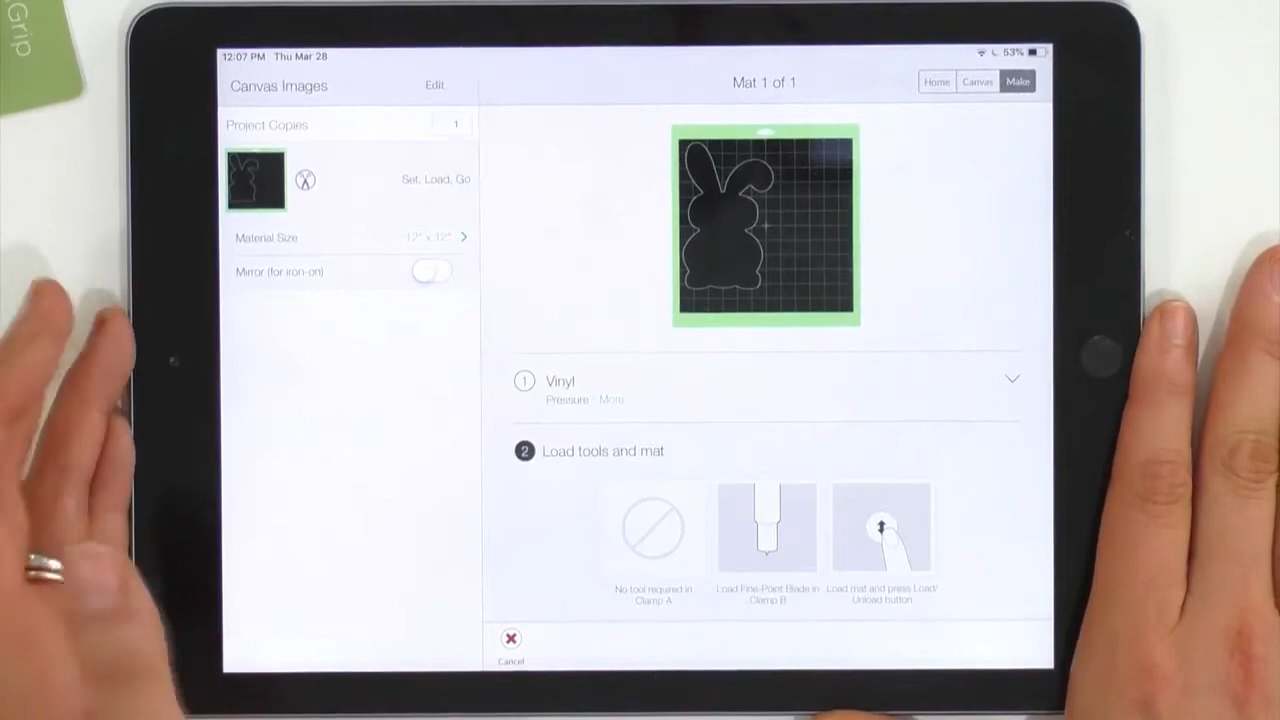 Grip
12:07 PM Thu Mar 28
53%
Canvas Images
Edit
Mat 1 of 1
Home
Canvas
Make
Project Copies
1
Set, Load, Go
Material Size
12" x 12"
Mirror (for iron-on)
1
Vinyl
Pressure More
2
Load tools and mat
No tool required in
Clamp A
Load Fine-Point Blade in
Clamp B
Load mat and press Load/
Unload button
Cancel